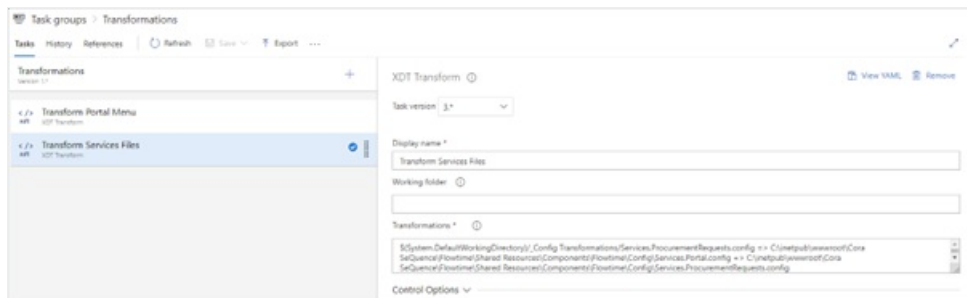 Task groups > Transformations
Tasks History References Refresh Save Export ...
Transformations
Version 1.*
XDT Transform
View YAML Remove
Task version 3.*
Transform Portal Menu
XDT Transform
Transform Services Files
XDT Transform
Display name *
Transform Services Files
Working folder
Transformations *
$(System.DefaultWorkingDirectory)/_Config Transformations/Services.ProcurementRequests.config => C:\inetpub\wwwroot\Cora
SeQuence\Flowtime\Shared Resources\Components\Flowtime\Config\Services.Portal.config => C:\inetpub\wwwroot\Cora
SeQuence\Flowtime\Shared Resources\Components\Flowtime\Config\Services.ProcurementRequests.config
Control Options